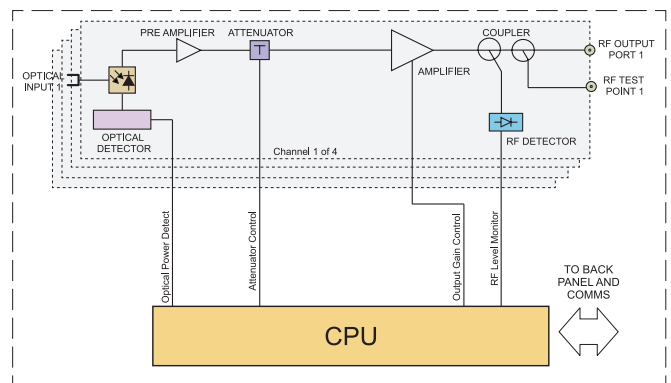 PRE AMPLIFIER
ATTENUATOR
COUPLER
RF OUTPUT
PORT 1
OPTICAL
INPUT 1
T
AMPLIFIER
RF TEST
POINT 1
OPTICAL
DETECTOR
RF DETECTOR
Channel 1 of 4
Optical Power Detect
Attenuator Control
Output Gain Control
RF Level Monitor
TO BACK
PANEL AND
COMMS
CPU